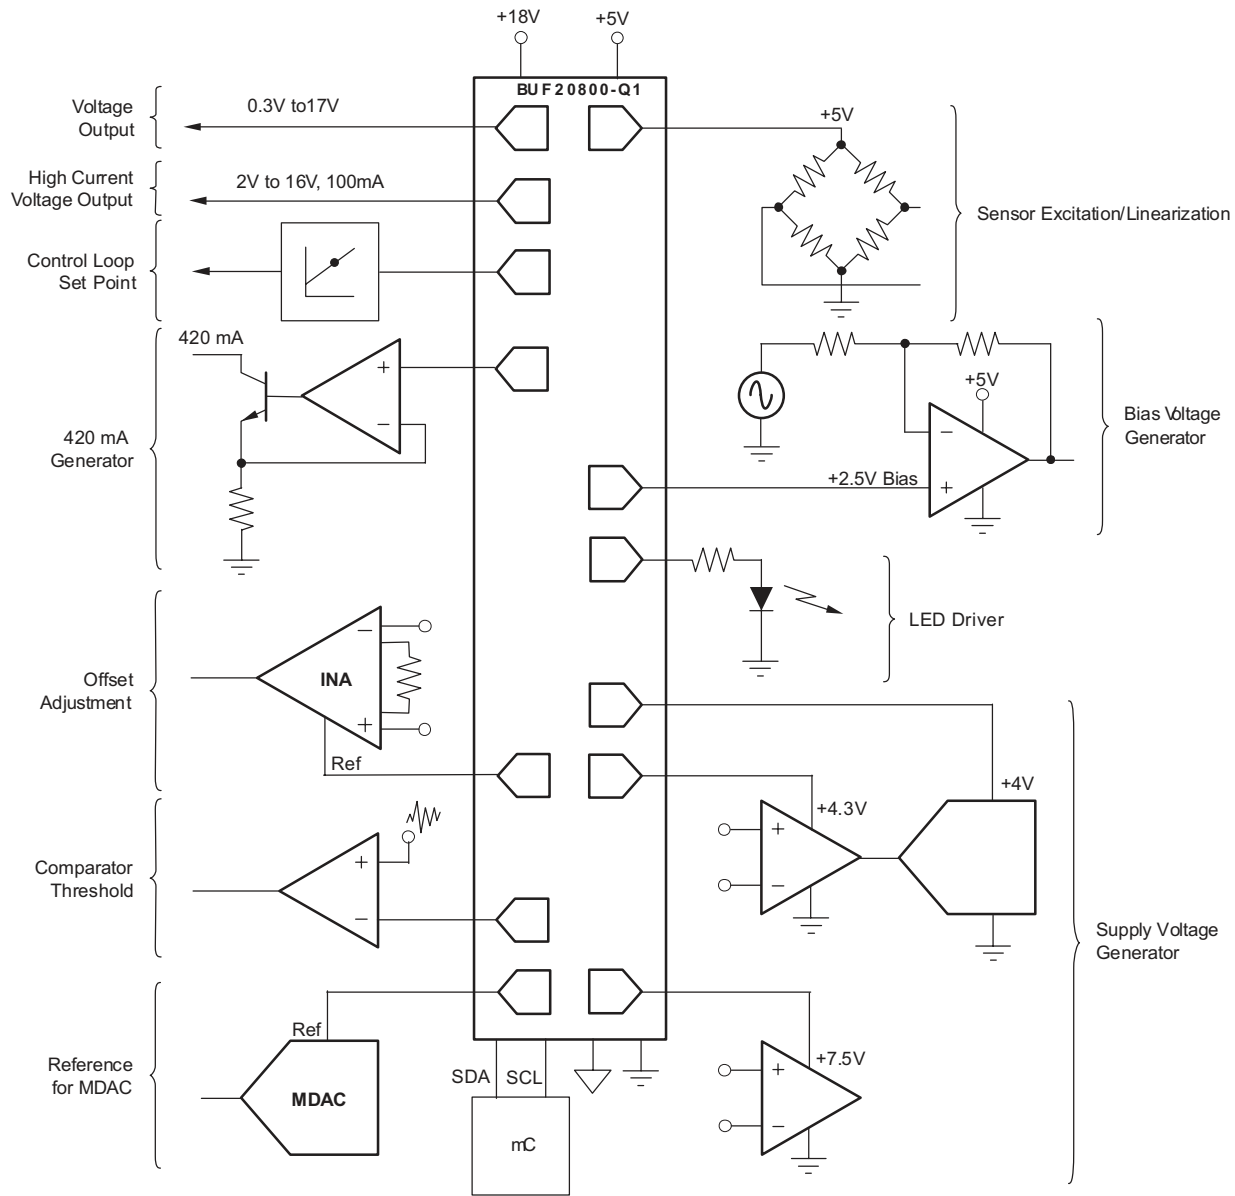 +18V
+5V
BUF20800-Q1
Voltage
Output
0.3V to17V
High Current
Voltage Output
2V to 16V, 100mA
Control Loop
Set Point
420 mA
+
−
420 mA
Generator
Offset
Adjustment
−
INA
+
Ref
Comparator
Threshold
+
−
Reference
for MDAC
Ref
MDAC
SDA
SCL
mC
+5V
Sensor Excitation/Linearization
+5V
−
+2.5V Bias
+
Bias Voltage
Generator
LED Driver
+4V
+4.3V
+
−
Supply Voltage
Generator
+7.5V
+
−